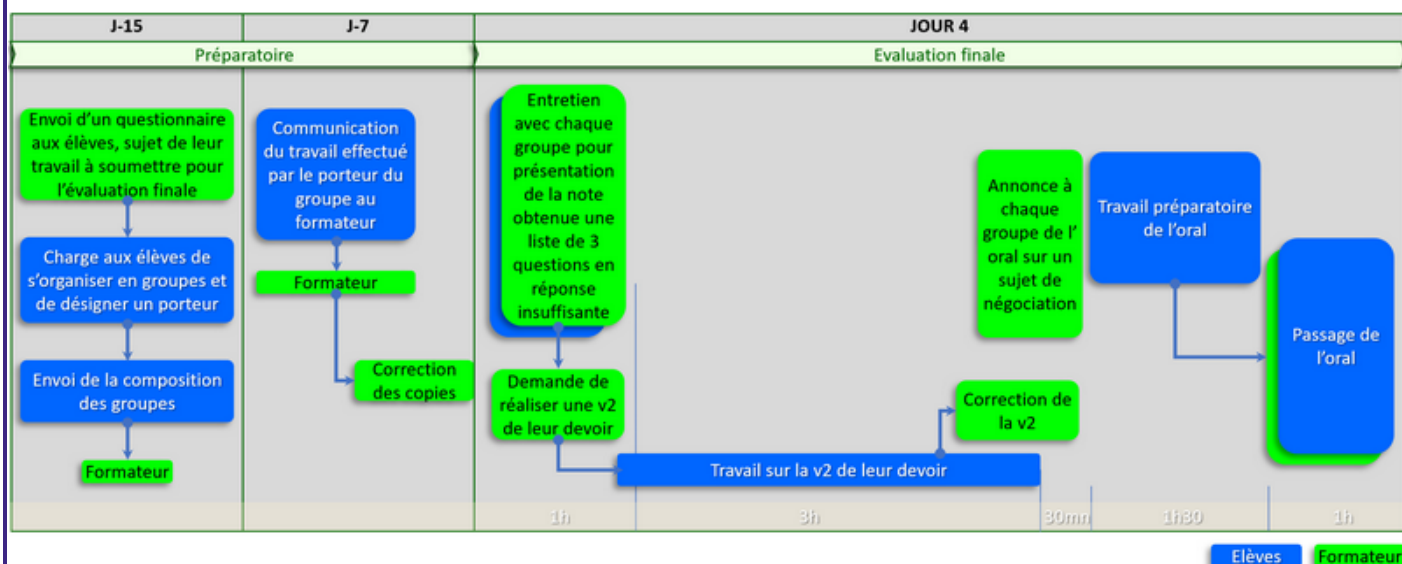 J-15
J-7
JOUR 4
Préparatoire
Evaluation finale
Envoi d'un questionnaire
aux élèves, sujet de leur
travail à soumettre pour
l'évaluation finale
Charge aux élèves de
s'organiser en groupes et
de désigner un porteur
Envoi de la composition
des groupes
Formateur
Communication
du travail effectué
par le porteur du
groupe au
formateur
Formateur
Correction
des copies
Entretien
avec chaque
groupe pour
présentation
de la note
obtenue une
liste de 3
questions en
réponse
insuffisante
Demande de
réaliser une v2
de leur devoir
Travail sur la v2 de leur devoir
Correction de
la v2
Annonce à
chaque
groupe de l'
oral sur un
sujet de
négociation
Travail préparatoire
de l'oral
Passage de
l'oral
1h
3h
30mn
1h30
1h
Elèves
Formateur